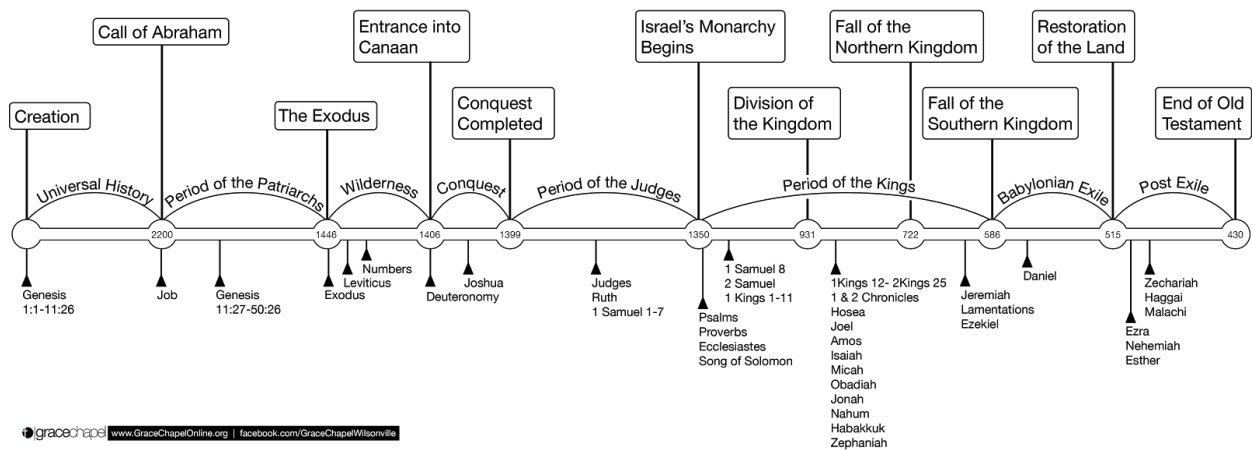 Creation
Call of Abraham
The Exodus
Entrance into
Canaan
Conquest
Completed
Israel's Monarchy
Begins
Division of
the Kingdom
Fall of the
Northern Kingdom
Fall of the
Southern Kingdom
Restoration
of the Land
End of Old
Testament
Universal History
Period of the Patriarchs
Wilderness
Conquest
Period of the Judges
Period of the Kings
Babylonian Exile
Post Exile
2200
1446
1406
1399
1350
931
722
586
515
430
Genesis
1:1-11:26
Job
Genesis
11:27-50:26
Exodus
Leviticus
Numbers
Deuteronomy
Joshua
Judges
Ruth
1 Samuel 1-7
Psalms
Proverbs
Ecclesiastes
Song of Solomon
1 Samuel 8
2 Samuel
1 Kings 1-11
1Kings 12- 2Kings 25
1 & 2 Chronicles
Hosea
Joel
Amos
Isaiah
Micah
Obadiah
Jonah
Nahum
Habakkuk
Zephaniah
Jeremiah
Lamentations
Ezekiel
Daniel
Ezra
Nehemiah
Esther
Zechariah
Haggai
Malachi
gracechapel www.GraceChapelOnline.org | facebook.com/GraceChapelWilsonville